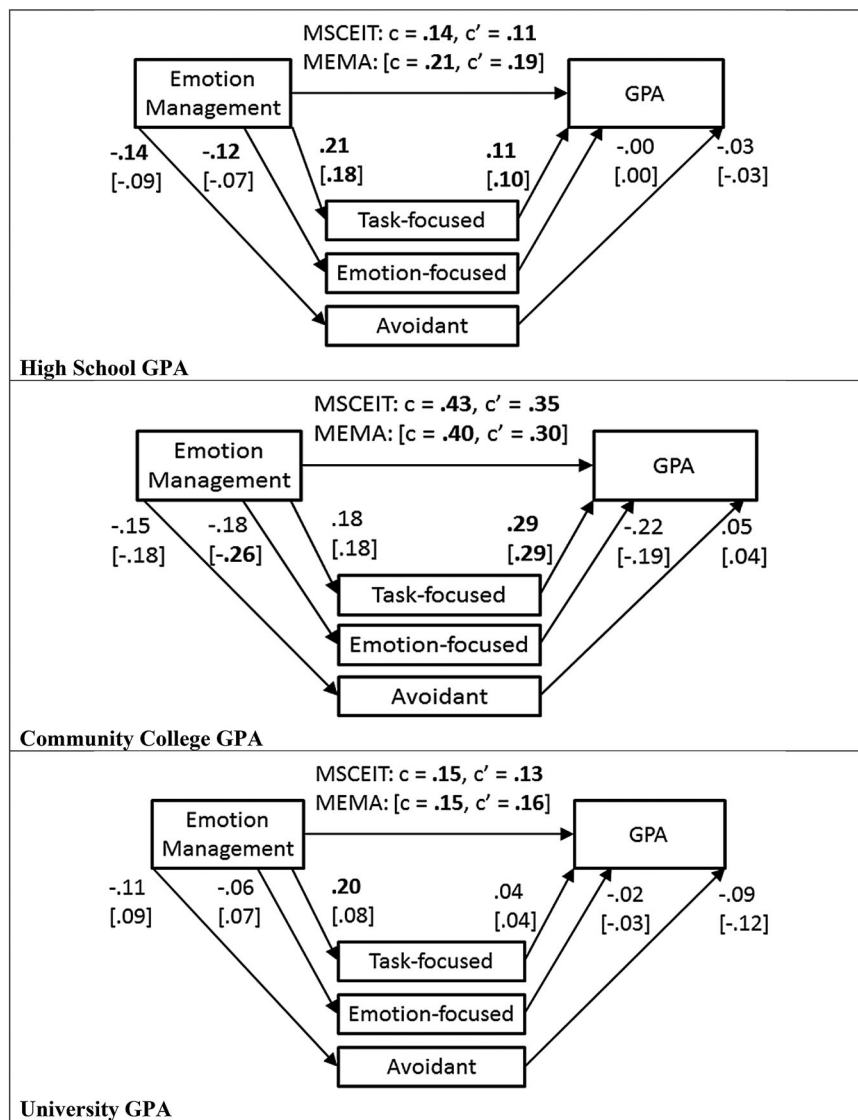 MSCEIT: c = .14, c’ = .11
MEMA: [c = .21, c’ = .19]
Emotion
Management
GPA
-.14
[-.09]
-.12
[-.07]
.21
[.18]
.11
[.10]
-.00
[.00]
-.03
[-.03]
Task-focused
Emotion-focused
Avoidant
High School GPA
MSCEIT: c = .43, c’ = .35
MEMA: [c = .40, c’ = .30]
Emotion
Management
GPA
-.15
[-.18]
-.18
[-.26]
.18
[.18]
.29
[.29]
-.22
[-.19]
.05
[.04]
Task-focused
Emotion-focused
Avoidant
Community College GPA
MSCEIT: c = .15, c’ = .13
MEMA: [c = .15, c’ = .16]
Emotion
Management
GPA
-.11
[.09]
-.06
[.07]
.20
[.08]
.04
[.04]
-.02
[-.03]
-.09
[-.12]
Task-focused
Emotion-focused
Avoidant
University GPA